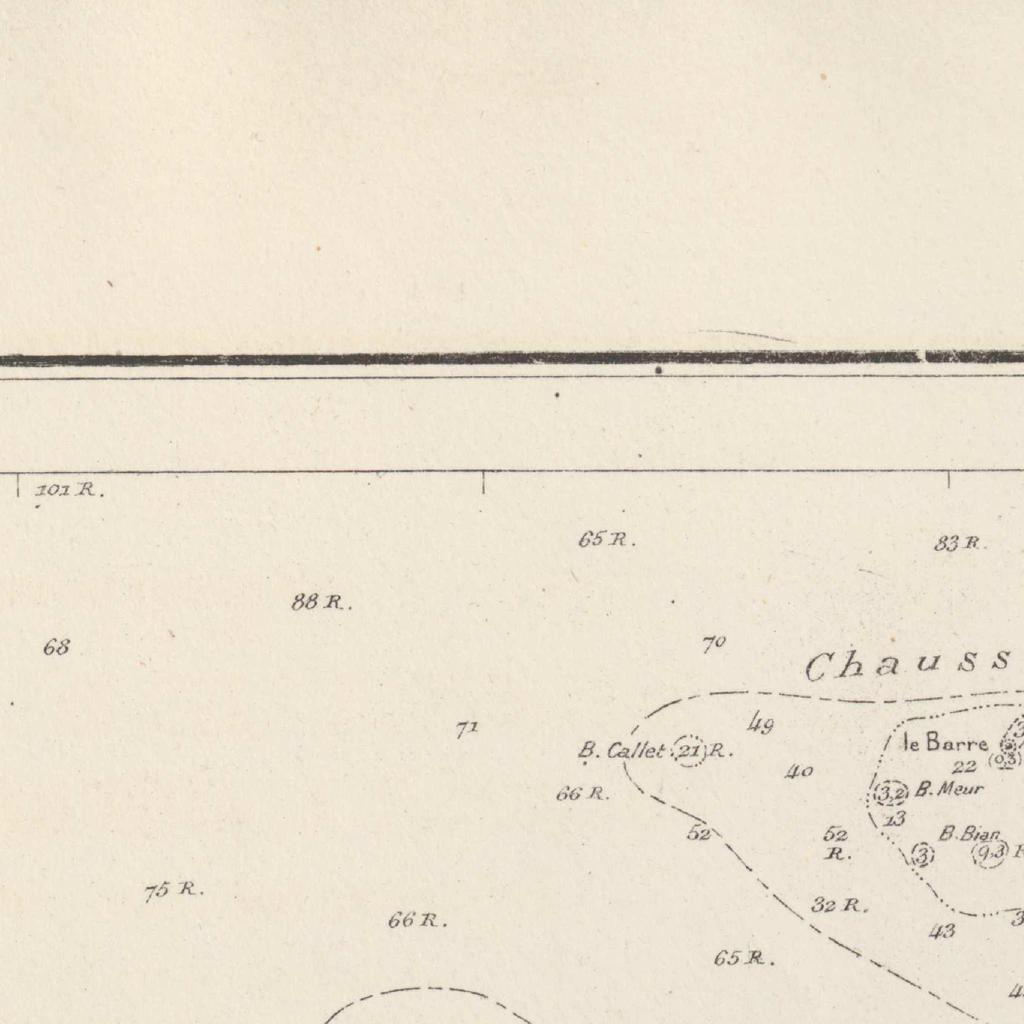 101 R.
65 R.
83 R.
88 R.
68
70
Chauss
71
49
le Barre
B. Callet 21 R.
22
0,3
40
3,2 B. Meur
66 R.
13
52
52
R.
B. Bian
3
9,3
75 R.
32 R.
66 R.
43
65 R.